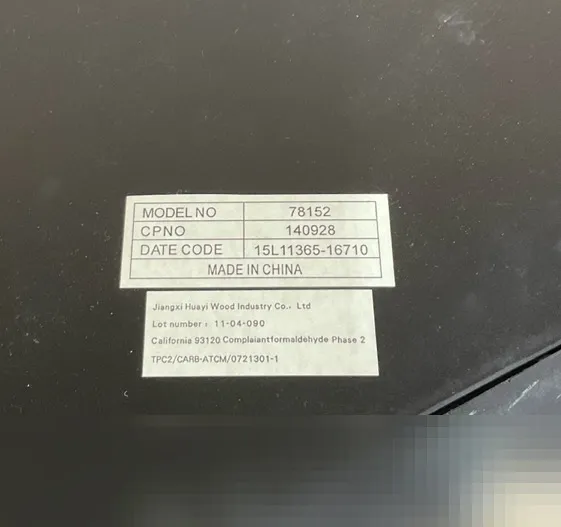 MODEL NO 78152
CPNO 140928
DATE CODE 15L11365-16710
MADE IN CHINA
Jiangxi Huayi Wood Industry Co.، Ltd
Lot number : 11-04-090
California 93120 Complaiantformaldehyde Phase 2
TPC2/CARB-ATCM/0721301-1